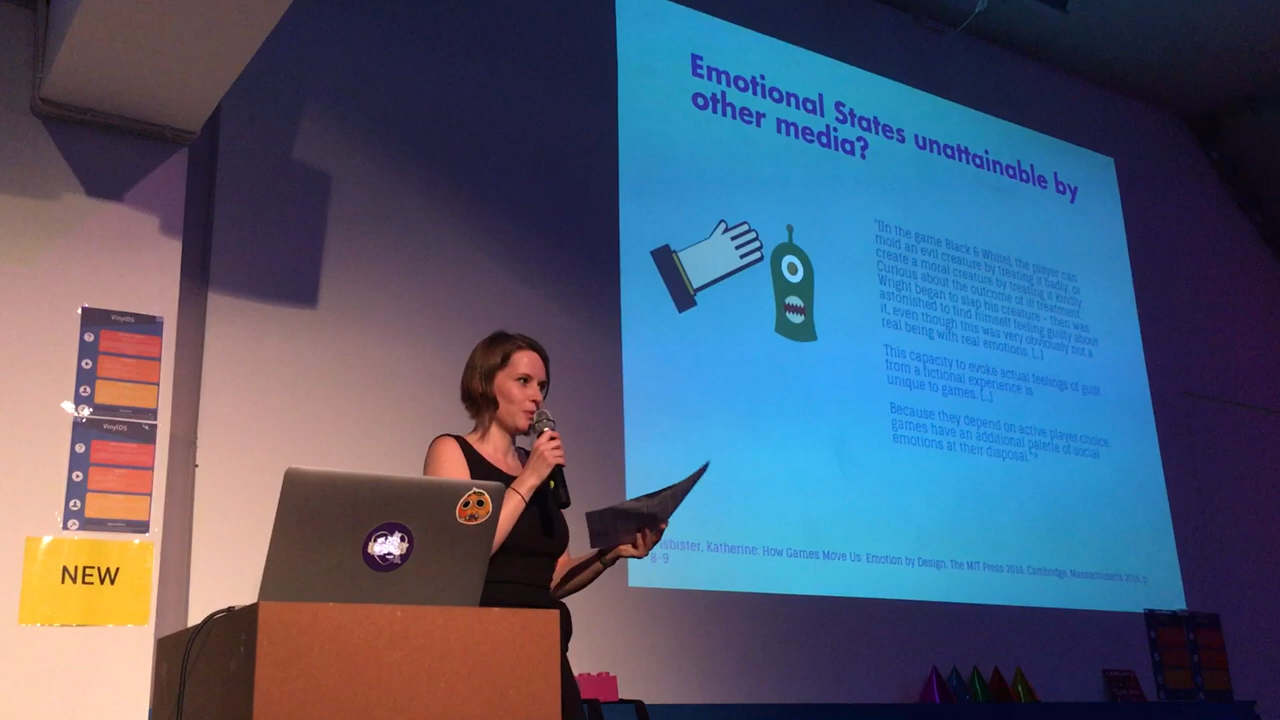 Emotional States unattainable by
other media?
"[In the game Black & White], the player can
mold an evil creature by treating it badly, or
create a moral creature by treating it kindly.
Curious about the outcome of ill treatment,
Wright began to slap his creature - then was
astonished to find himself feeling guilty about
it, even though this was very obviously not a
real being with real emotions. [...]
This capacity to evoke actual feelings of guilt
from a fictional experience is
unique to games. [...]
Because they depend on active player choice,
games have an additional palette of social
emotions at their disposal."*
sbister, Katherine: How Games Move Us: Emotion by Design. The MIT Press 2016, Cambridge, Massachusetts 2016, p.
8-9
VinylOS
VinylOS
NEW